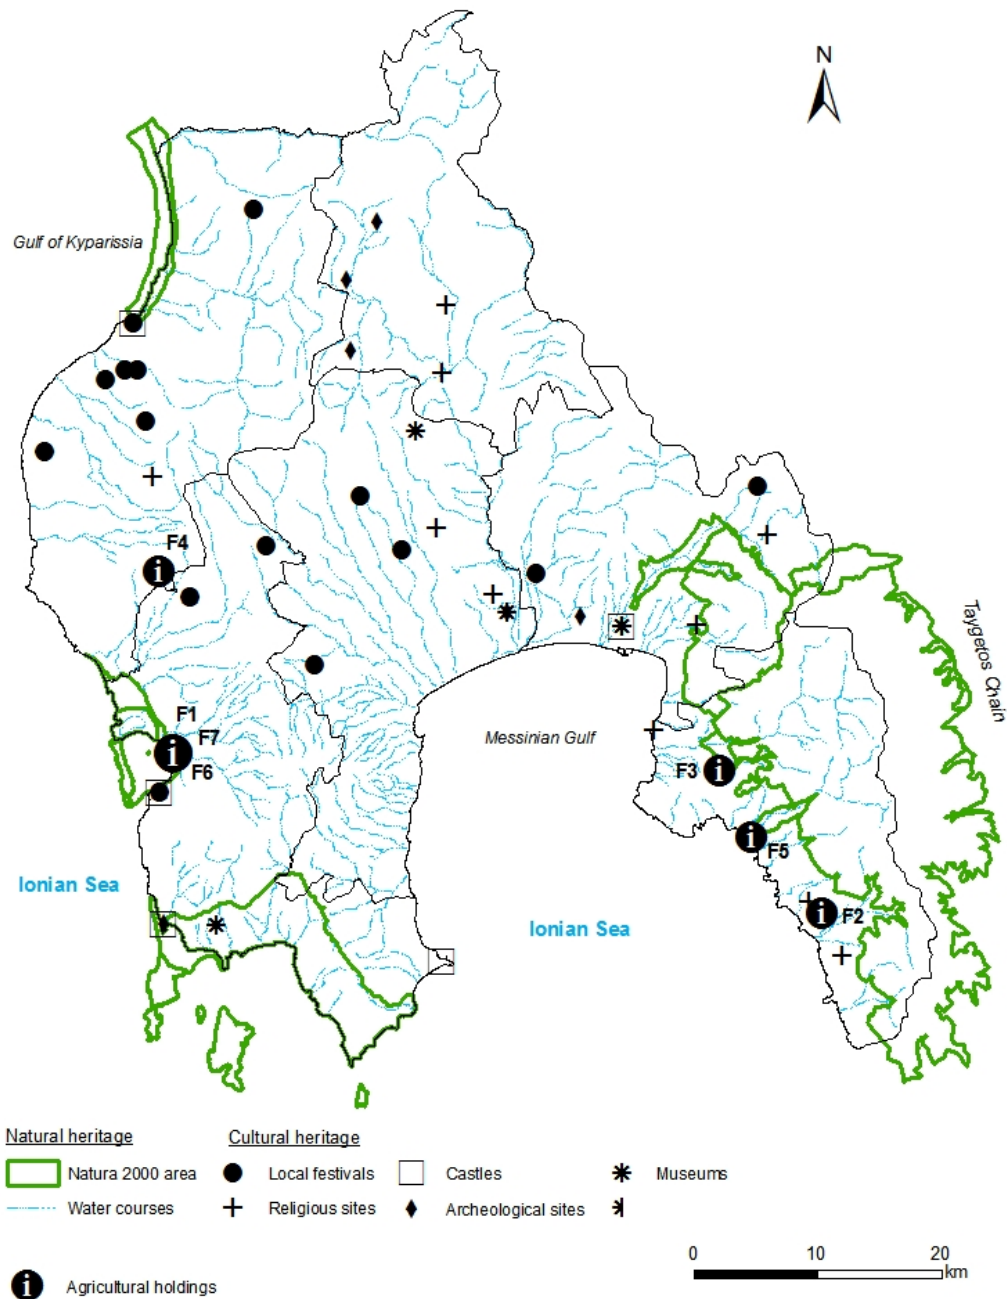 N
Gulf of Kyparissia
F4
Taygetos Chain
F1
F7
Messinian Gulf
F6
F3
F5
Ionian Sea
F2
Ionian Sea
Natural heritage
Cultural heritage
Natura 2000 area
Local festivals
Castles
Museums
Water courses
Religious sites
Archeological sites
0 10 20
km
i Agricultural holdings